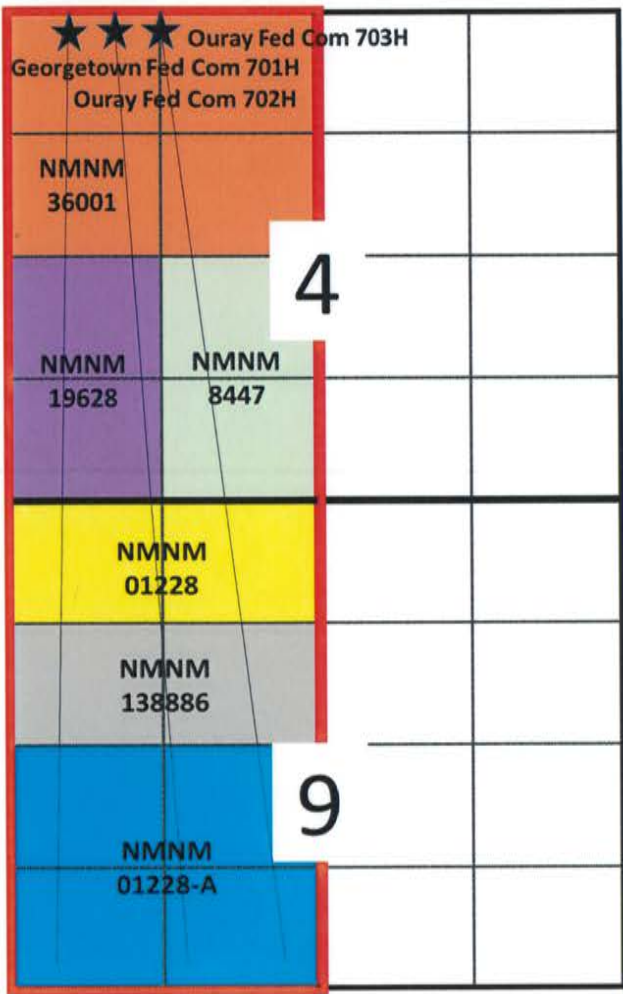 Ouray Fed Com 703H
Georgetown Fed Com 701H
Ouray Fed Com 702H
NMNM
36001
4
NMNM
19628
NMNM
8447
NMNM
01228
NMNM
138886
9
NMNM
01228-A